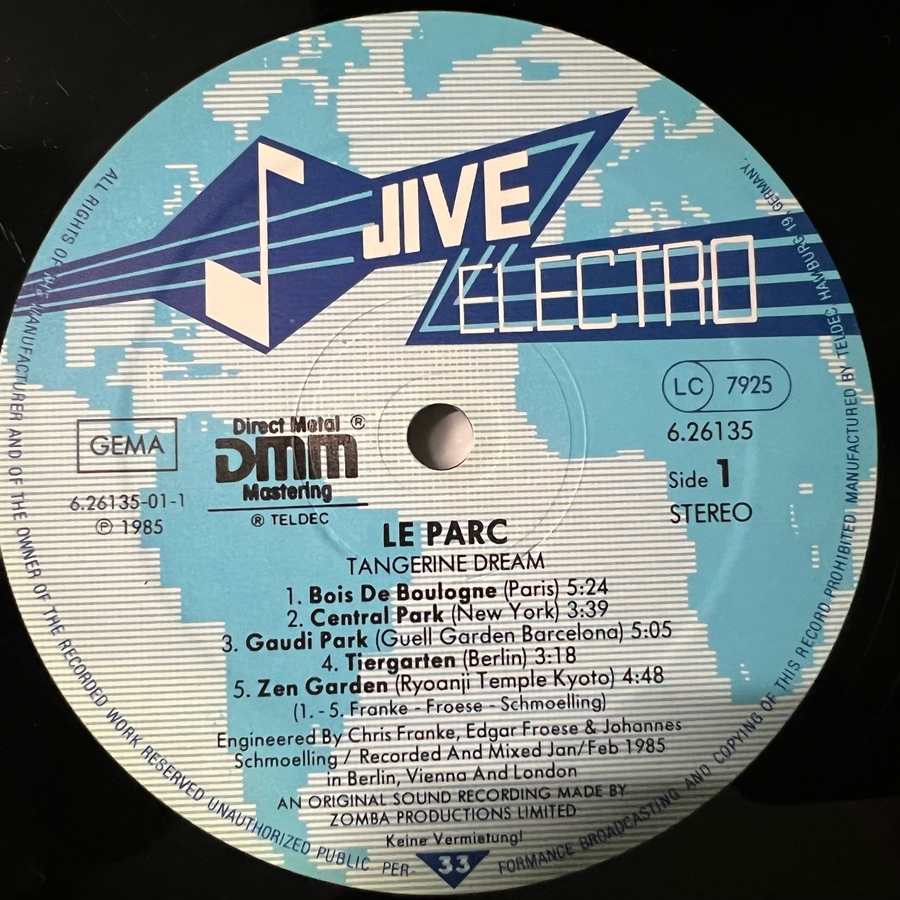 JIVE
ELECTRO
LC 7925
6.26135
Side 1
STEREO
GEMA
6.26135-01-1
Ⓟ 1985
Direct Metal ®
DMM
Mastering
® TELDEC
LE PARC
TANGERINE DREAM
1. Bois De Boulogne (Paris) 5:24
2. Central Park (New York) 3:39
3. Gaudi Park (Guell Garden Barcelona) 5:05
4. Tiergarten (Berlin) 3:18
5. Zen Garden (Ryoanji Temple Kyoto) 4:48
(1. - 5. Franke - Froese - Schmoelling)
Engineered By Chris Franke, Edgar Froese & Johannes
Schmoelling / Recorded And Mixed Jan/Feb 1985
in Berlin, Vienna And London
AN ORIGINAL SOUND RECORDING MADE BY
ZOMBA PRODUCTIONS LIMITED
Keine Vermietung!
33
ALL RIGHTS OF THE MANUFACTURER AND OF THE OWNER OF THE RECORDED WORK RESERVED UNAUTHORIZED PUBLIC PER-FORMANCE BROADCASTING AND COPYING OF THIS RECORD PROHIBITED MANUFACTURED BY TELDEC HAMBURG 19, GERMANY.